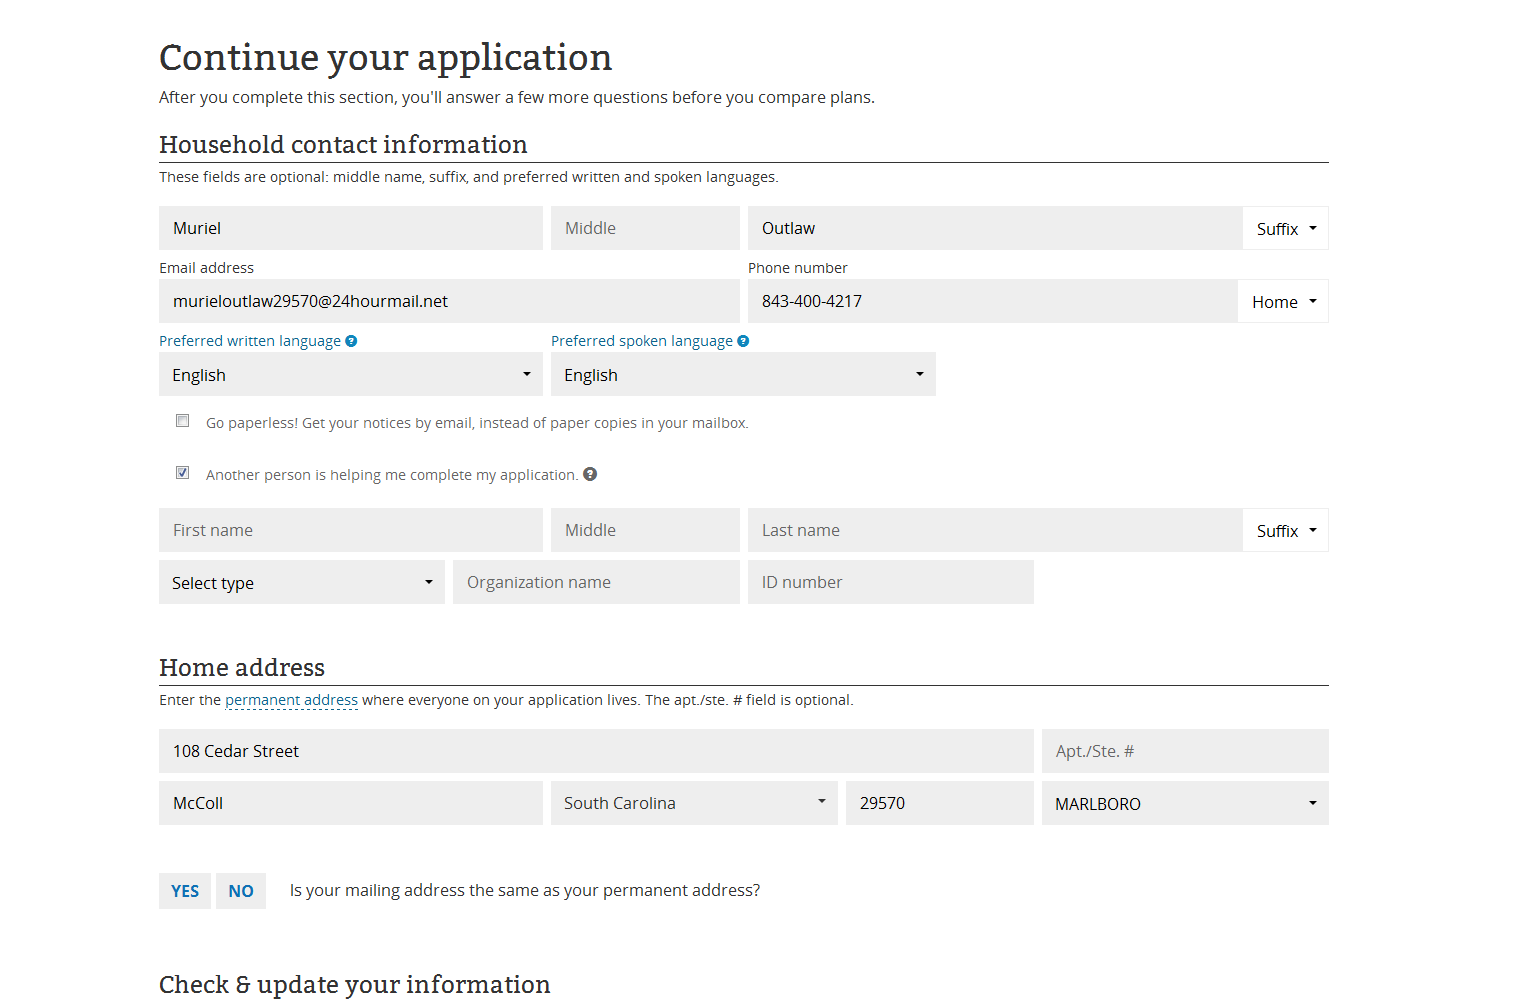 Continue your application
After you complete this section, you'll answer a few more questions before you compare plans.
Household contact information
These fields are optional: middle name, suffix, and preferred written and spoken languages.
Muriel Middle Outlaw Suffix
Email address Phone number
murieloutlaw29570@24hourmail.net 843-400-4217 Home
Preferred written language ? Preferred spoken language ?
English English
Go paperless! Get your notices by email, instead of paper copies in your mailbox.
Another person is helping me complete my application. ?
First name Middle Last name Suffix
Select type Organization name ID number
Home address
Enter the permanent address where everyone on your application lives. The apt./ste. # field is optional.
108 Cedar Street Apt./Ste. #
McColl South Carolina 29570 MARLBORO
YES NO Is your mailing address the same as your permanent address?
Check & update your information